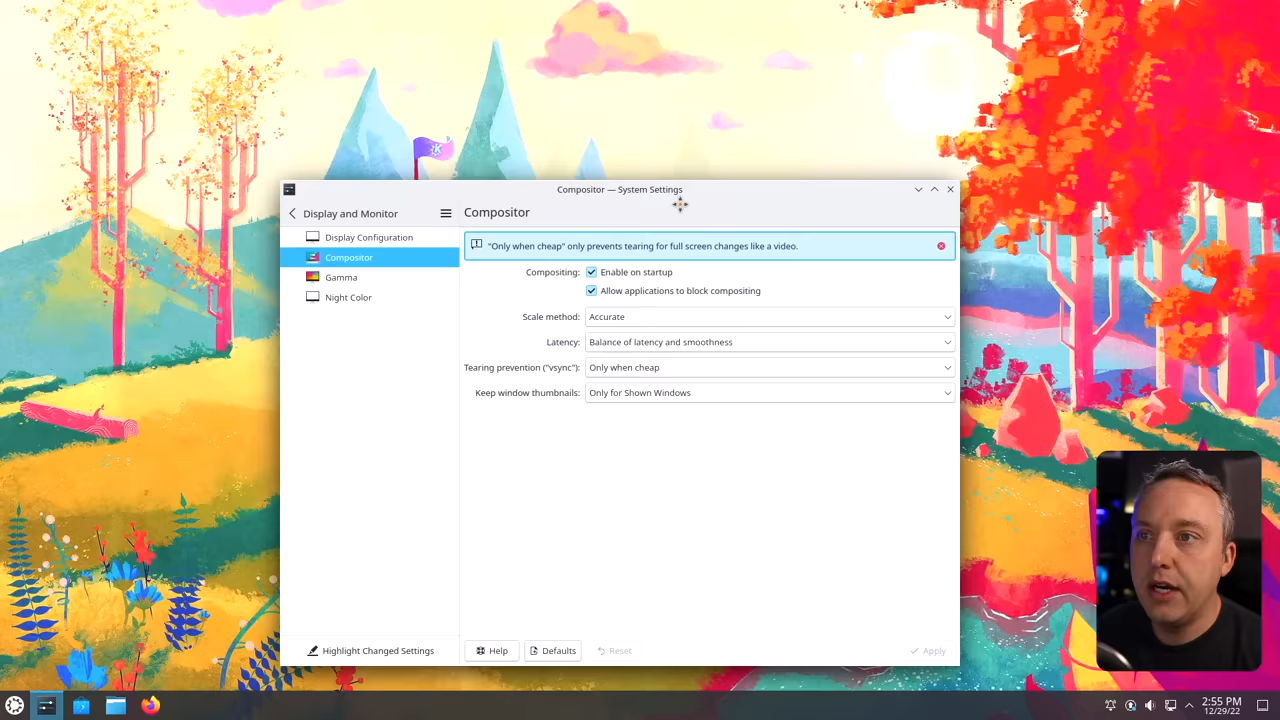 Compositor — System Settings
Display and Monitor
Compositor
Display Configuration
Compositor
Gamma
Night Color
"Only when cheap" only prevents tearing for full screen changes like a video.
Compositing: Enable on startup
Allow applications to block compositing
Scale method: Accurate
Latency: Balance of latency and smoothness
Tearing prevention ("vsync"): Only when cheap
Keep window thumbnails: Only for Shown Windows
Highlight Changed Settings
Help
Defaults
Reset
Apply
2:55 PM
12/29/22